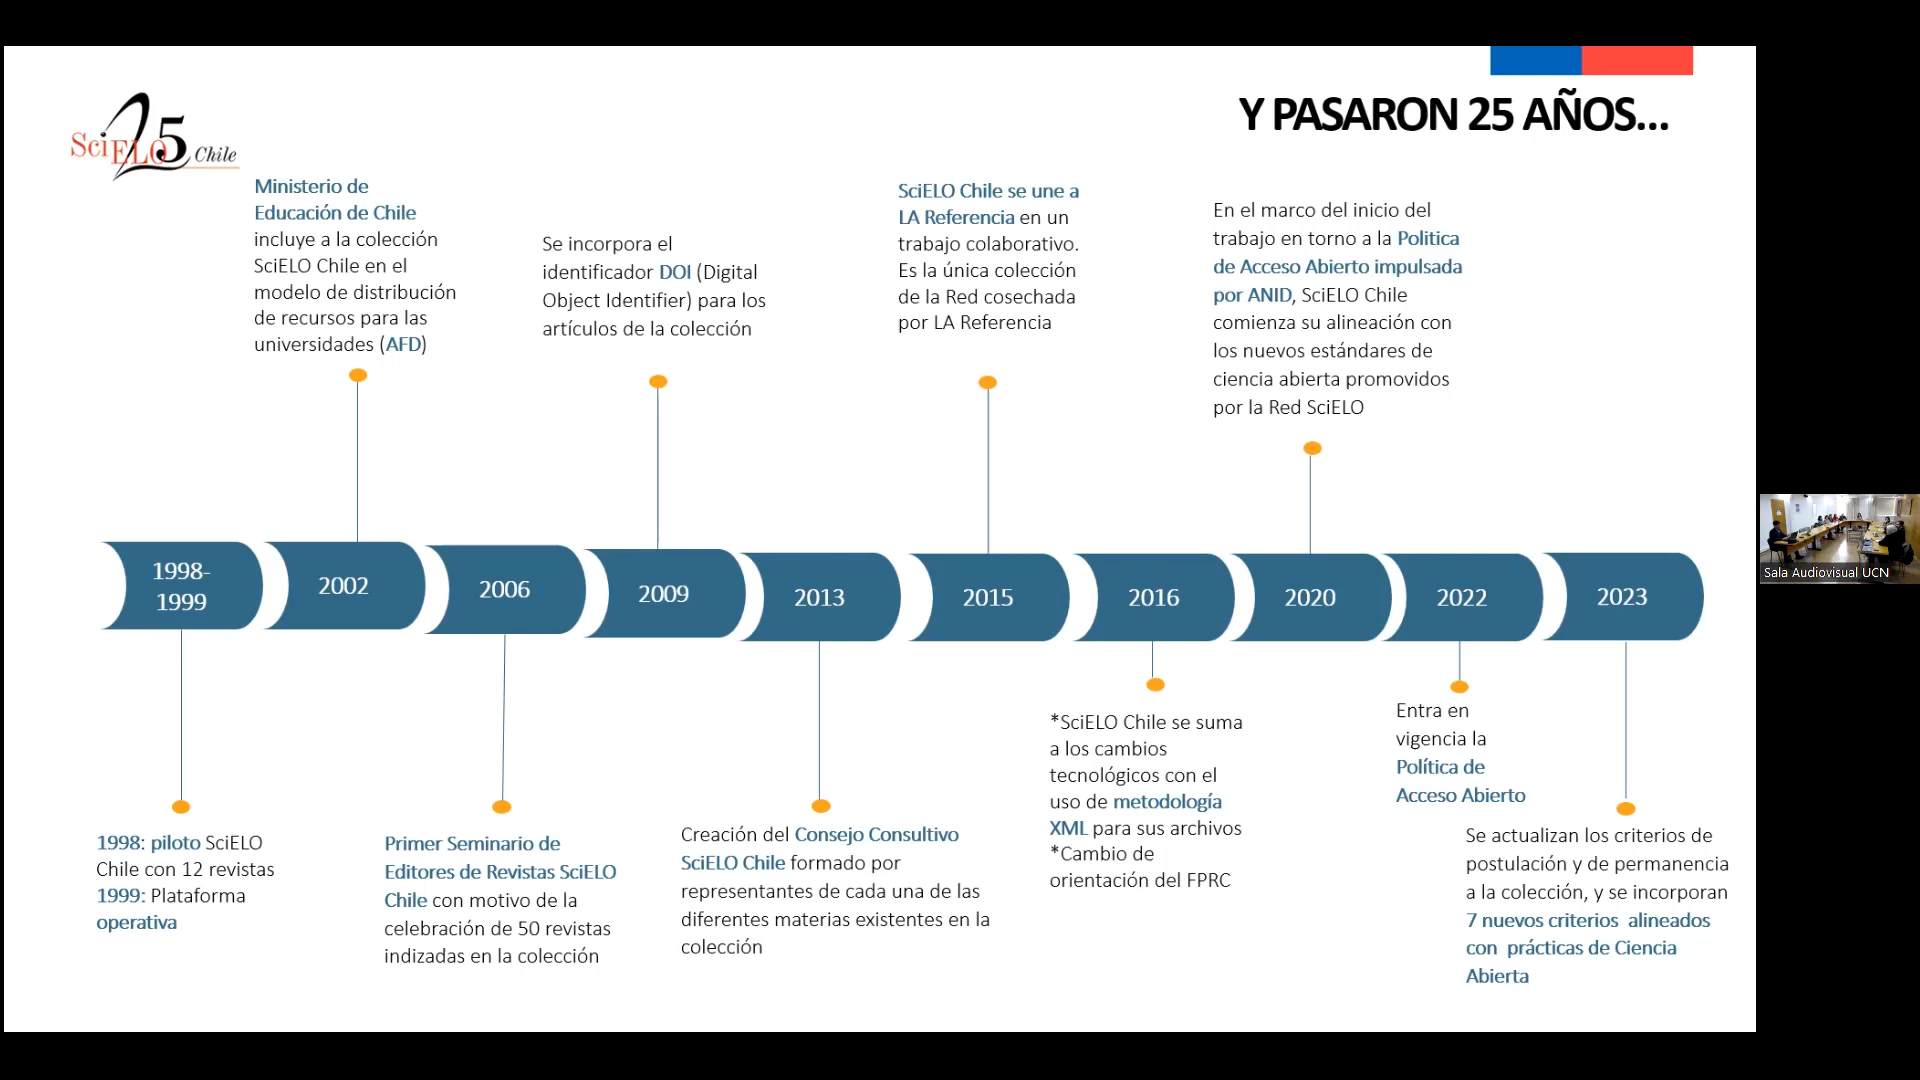 Y PASARON 25 AÑOS...
SciELO 25 Chile
Ministerio de
Educación de Chile
incluye a la colección
SciELO Chile en el
modelo de distribución
de recursos para las
universidades (AFD)
Se incorpora el
identificador DOI (Digital
Object Identifier) para los
artículos de la colección
SciELO Chile se une a
LA Referencia en un
trabajo colaborativo.
Es la única colección
de la Red cosechada
por LA Referencia
En el marco del inicio del
trabajo en torno a la Politica
de Acceso Abierto impulsada
por ANID, SciELO Chile
comienza su alineación con
los nuevos estándares de
ciencia abierta promovidos
por la Red SciELO
1998-
1999
2002
2006
2009
2013
2015
2016
2020
2022
2023
1998: piloto SciELO
Chile con 12 revistas
1999: Plataforma
operativa
Primer Seminario de
Editores de Revistas SciELO
Chile con motivo de la
celebración de 50 revistas
indizadas en la colección
Creación del Consejo Consultivo
SciELO Chile formado por
representantes de cada una de las
diferentes materias existentes en la
colección
*SciELO Chile se suma
a los cambios
tecnológicos con el
uso de metodología
XML para sus archivos
*Cambio de
orientación del FPRC
Entra en
vigencia la
Política de
Acceso Abierto
Se actualizan los criterios de
postulación y de permanencia
a la colección, y se incorporan
7 nuevos criterios alineados
con prácticas de Ciencia
Abierta
Sala Audiovisual UCN